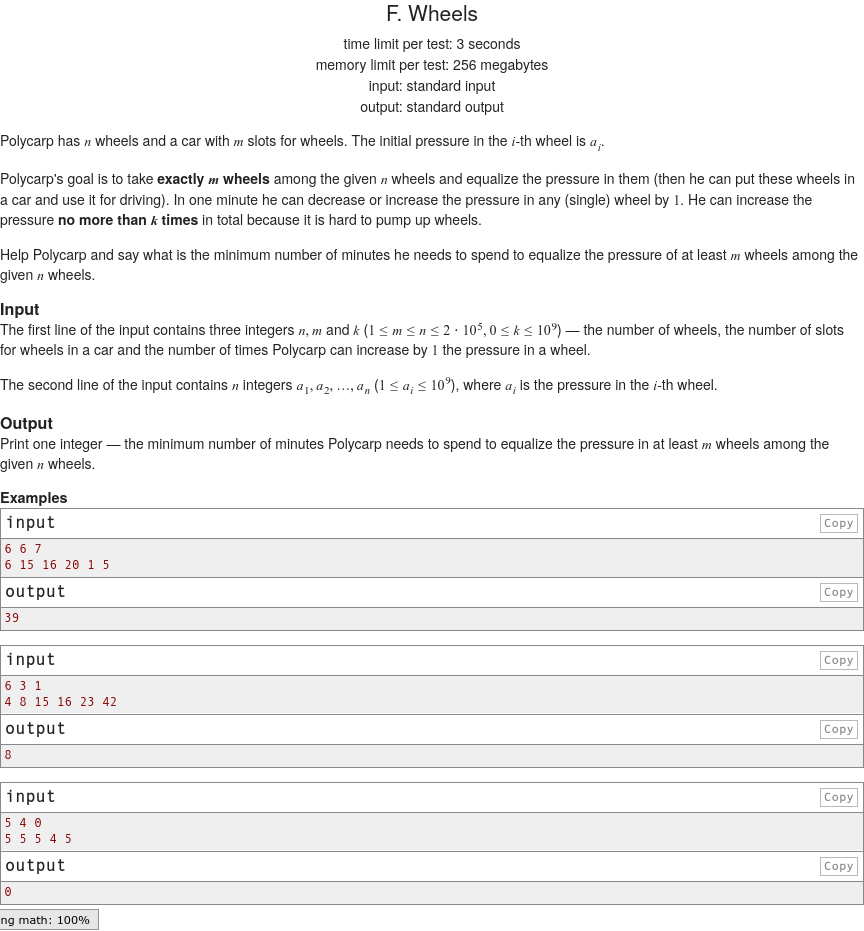 F. Wheels
time limit per test: 3 seconds
memory limit per test: 256 megabytes
input: standard input
output: standard output
Polycarp has n wheels and a car with m slots for wheels. The initial pressure in the i-th wheel is a_i.
Polycarp's goal is to take exactly m wheels among the given n wheels and equalize the pressure in them (then he can put these wheels in
a car and use it for driving). In one minute he can decrease or increase the pressure in any (single) wheel by 1. He can increase the
pressure no more than k times in total because it is hard to pump up wheels.
Help Polycarp and say what is the minimum number of minutes he needs to spend to equalize the pressure of at least m wheels among the
given n wheels.
Input
The first line of the input contains three integers n, m and k (1 ≤ m ≤ n ≤ 2 · 10^5, 0 ≤ k ≤ 10^9) — the number of wheels, the number of slots
for wheels in a car and the number of times Polycarp can increase by 1 the pressure in a wheel.
The second line of the input contains n integers a_1, a_2, …, a_n (1 ≤ a_i ≤ 10^9), where a_i is the pressure in the i-th wheel.
Output
Print one integer — the minimum number of minutes Polycarp needs to spend to equalize the pressure in at least m wheels among the
given n wheels.
Examples
input Copy
6 6 7
6 15 16 20 1 5
output Copy
39
input Copy
6 3 1
4 8 15 16 23 42
output Copy
8
input Copy
5 4 0
5 5 5 4 5
output Copy
0
ng math: 100%